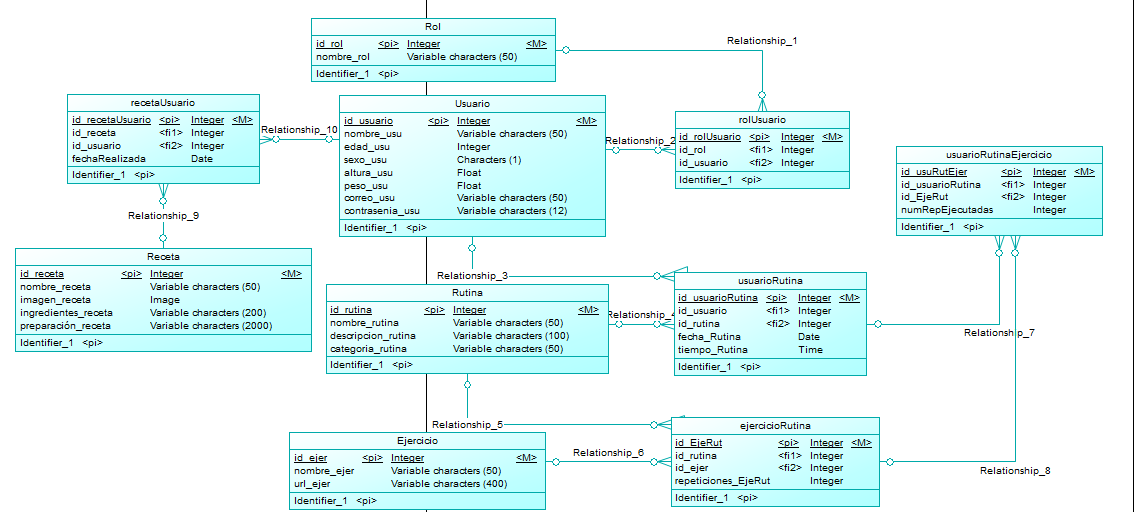 Rol
id_rol <pi> Integer <M>
nombre_rol Variable characters (50)
Identifier_1 <pi>
Relationship_1
recetaUsuario
id_recetaUsuario <pi> Integer <M>
id_receta <fi1> Integer
id_usuario <fi2> Integer
fechaRealizada Date
Identifier_1 <pi>
Relationship_10
Usuario
id_usuario <pi> Integer <M>
nombre_usu Variable characters (50)
edad_usu Integer
sexo_usu Characters (1)
altura_usu Float
peso_usu Float
correo_usu Variable characters (50)
contrasenia_usu Variable characters (12)
Identifier_1 <pi>
Relationship_2
rolUsuario
id_rolUsuario <pi> Integer <M>
id_rol <fi1> Integer
id_usuario <fi2> Integer
Identifier_1 <pi>
usuarioRutinaEjercicio
id_usuRutEjer <pi> Integer <M>
id_usuarioRutina <fi1> Integer
id_EjeRut <fi2> Integer
numRepEjecutadas Integer
Identifier_1 <pi>
Relationship_9
Receta
id_receta <pi> Integer <M>
nombre_receta Variable characters (50)
imagen_receta Image
ingredientes_receta Variable characters (200)
preparación_receta Variable characters (2000)
Identifier_1 <pi>
Relationship_3
Rutina
id_rutina <pi> Integer <M>
nombre_rutina Variable characters (50)
descripcion_rutina Variable characters (100)
categoria_rutina Variable characters (50)
Identifier_1 <pi>
usuarioRutina
id_usuarioRutina <pi> Integer <M>
id_usuario <fi1> Integer
id_rutina <fi2> Integer
fecha_Rutina Date
tiempo_Rutina Time
Identifier_1 <pi>
Relationship_7
Relationship_5
Ejercicio
id_ejer <pi> Integer <M>
nombre_ejer Variable characters (50)
url_ejer Variable characters (400)
Identifier_1 <pi>
Relationship_6
ejercicioRutina
id_EjeRut <pi> Integer <M>
id_rutina <fi1> Integer
id_ejer <fi2> Integer
repeticiones_EjeRut Integer
Identifier_1 <pi>
Relationship_8